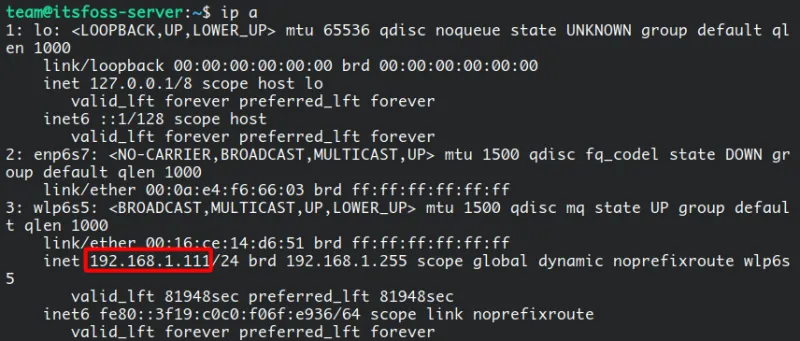 team@itsfoss-server:~$ ip a
1: lo: <LOOPBACK,UP,LOWER_UP> mtu 65536 qdisc noqueue state UNKNOWN group default ql
en 1000
    link/loopback 00:00:00:00:00:00 brd 00:00:00:00:00:00
    inet 127.0.0.1/8 scope host lo
       valid_lft forever preferred_lft forever
    inet6 ::1/128 scope host
       valid_lft forever preferred_lft forever
2: enp6s7: <NO-CARRIER,BROADCAST,MULTICAST,UP> mtu 1500 qdisc fq_codel state DOWN gr
oup default qlen 1000
    link/ether 00:0a:e4:f6:66:03 brd ff:ff:ff:ff:ff:ff
3: wlp6s5: <BROADCAST,MULTICAST,UP,LOWER_UP> mtu 1500 qdisc mq state UP group defaul
t qlen 1000
    link/ether 00:16:ce:14:d6:51 brd ff:ff:ff:ff:ff:ff
    inet 192.168.1.111/24 brd 192.168.1.255 scope global dynamic noprefixroute wlp6s
5
       valid_lft 81948sec preferred_lft 81948sec
    inet6 fe80::3f19:c0c0:f06f:e936/64 scope link noprefixroute
       valid_lft forever preferred_lft forever